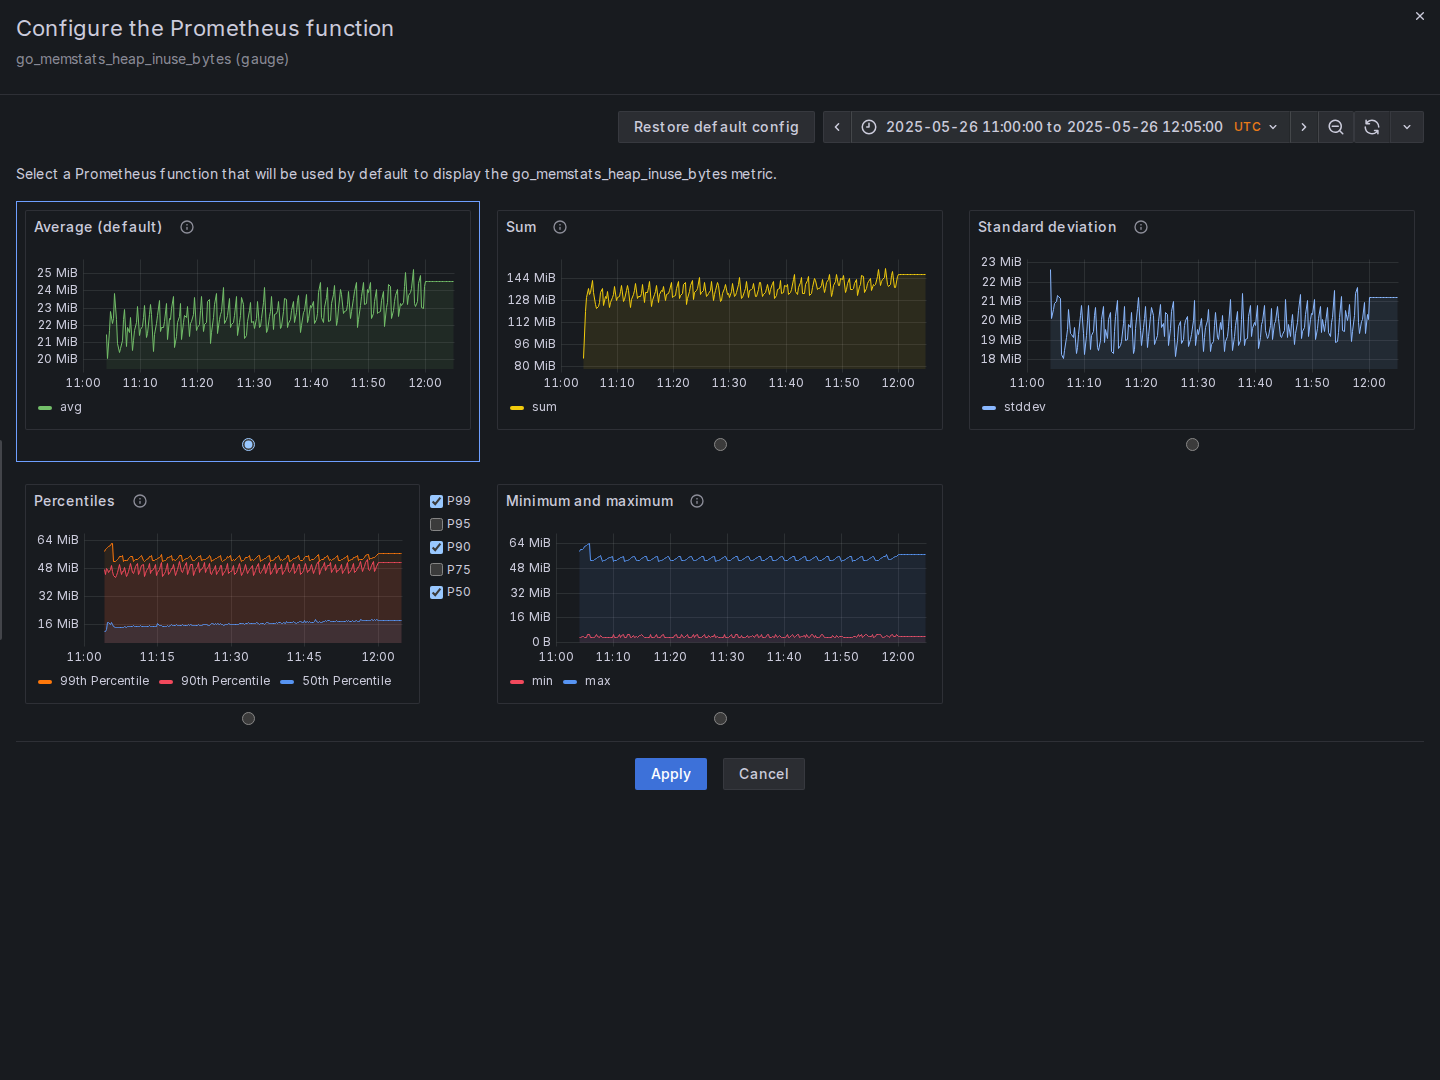 Configure the Prometheus function
go_memstats_heap_inuse_bytes (gauge)
Restore default config
2025-05-26 11:00:00 to 2025-05-26 12:05:00 UTC
Select a Prometheus function that will be used by default to display the go_memstats_heap_inuse_bytes metric.
Average (default)
25 MiB
24 MiB
23 MiB
22 MiB
21 MiB
20 MiB
11:00 11:10 11:20 11:30 11:40 11:50 12:00
avg
Sum
144 MiB
128 MiB
112 MiB
96 MiB
80 MiB
11:00 11:10 11:20 11:30 11:40 11:50 12:00
sum
Standard deviation
23 MiB
22 MiB
21 MiB
20 MiB
19 MiB
18 MiB
11:00 11:10 11:20 11:30 11:40 11:50 12:00
stddev
Percentiles
64 MiB
48 MiB
32 MiB
16 MiB
11:00 11:15 11:30 11:45 12:00
99th Percentile 90th Percentile 50th Percentile
P99
P95
P90
P75
P50
Minimum and maximum
64 MiB
48 MiB
32 MiB
16 MiB
0 B
11:00 11:10 11:20 11:30 11:40 11:50 12:00
min max
Apply Cancel